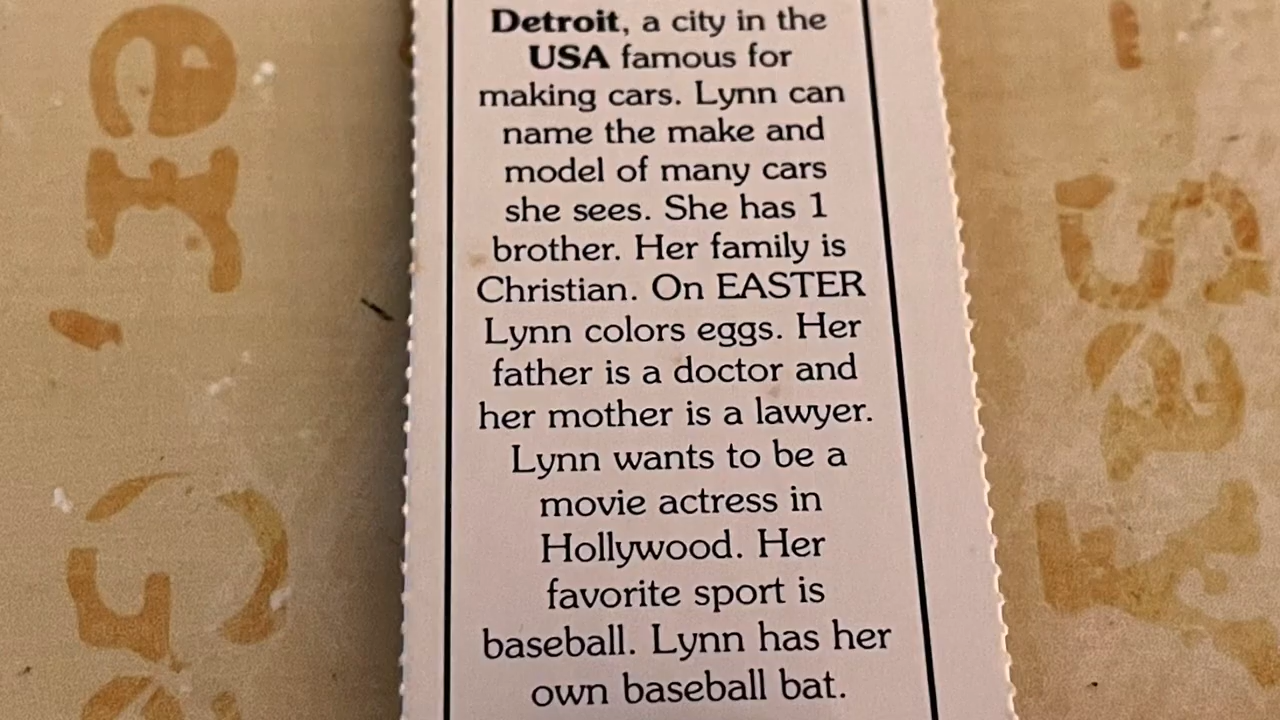 Detroit, a city in the
USA famous for
making cars. Lynn can
name the make and
model of many cars
she sees. She has 1
brother. Her family is
Christian. On EASTER
Lynn colors eggs. Her
father is a doctor and
her mother is a lawyer.
Lynn wants to be a
movie actress in
Hollywood. Her
favorite sport is
baseball. Lynn has her
own baseball bat.